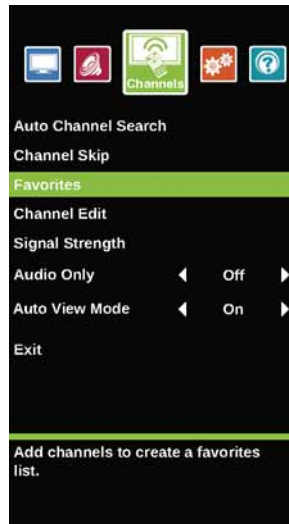 Channels
Auto Channel Search
Channel Skip
Favorites
Channel Edit
Signal Strength
Audio Only Off
Auto View Mode On
Exit
Add channels to create a favorites
list.